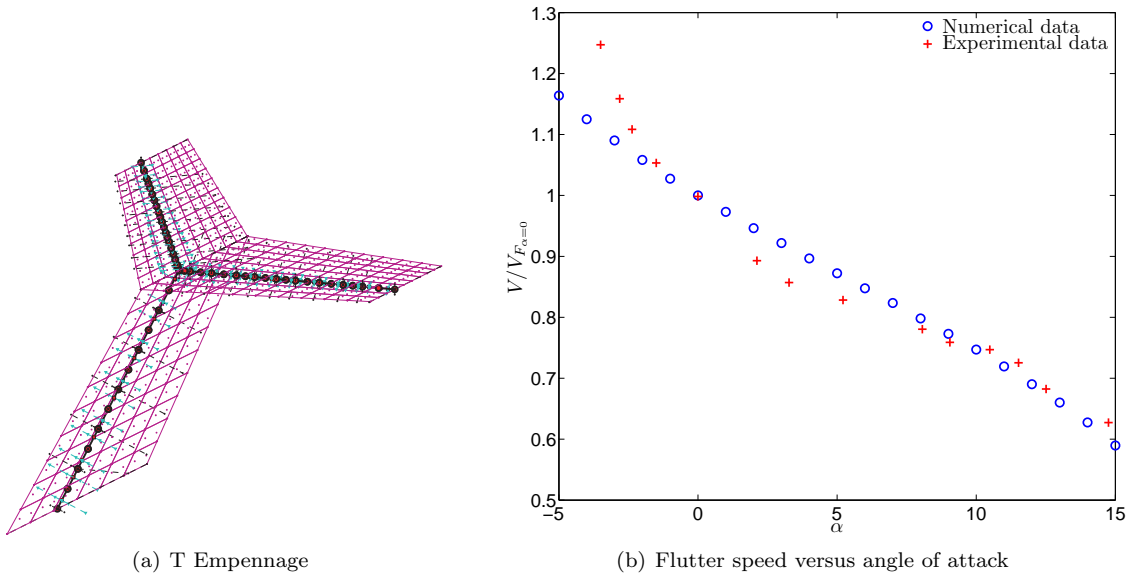 1.3
Numerical data
Experimental data
1.2
1.1
1
0.9
0.8
0.7
0.6
0.5
V/V_{F_{α=0}}
−5
0
5
10
15
α
(a) T Empennage
(b) Flutter speed versus angle of attack